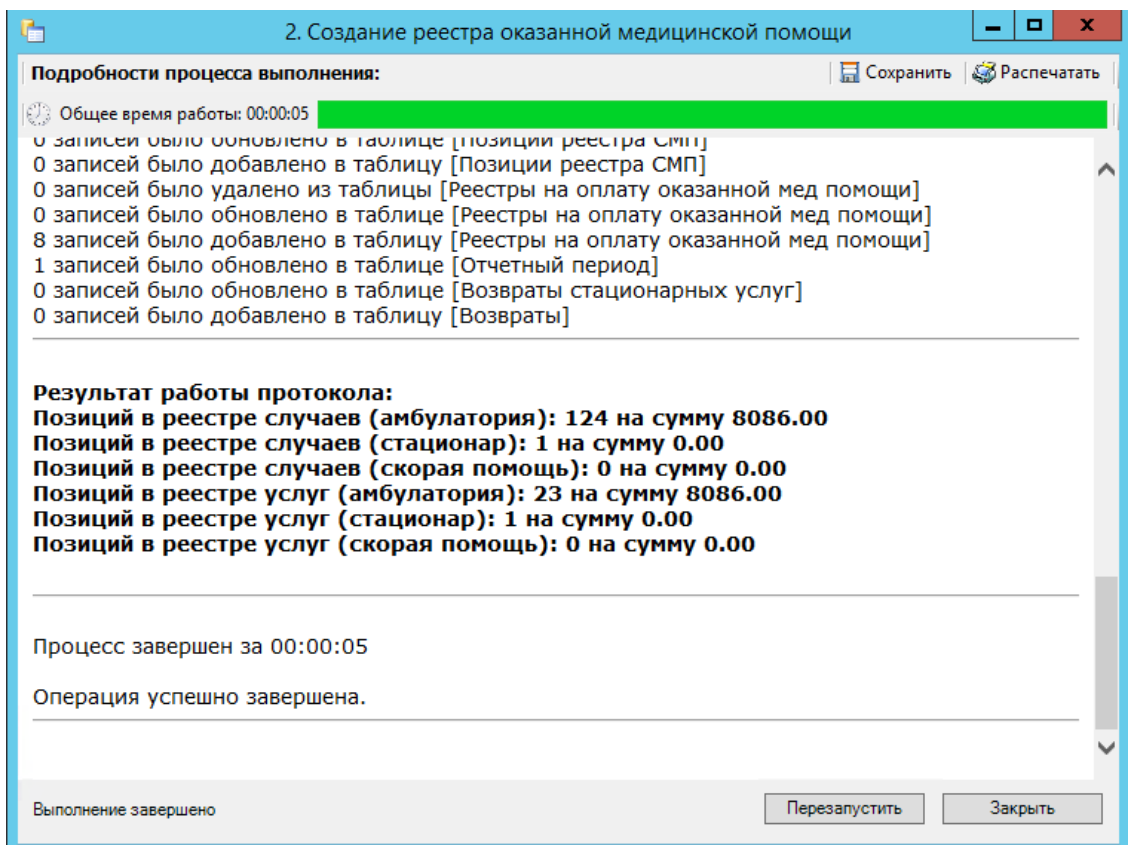 2. Создание реестра оказанной медицинской помощи
Подробности процесса выполнения:
Сохранить
Распечатать
Общее время работы: 00:00:05
0 записей было обновлено в таблице [Позиции реестра СМП]
0 записей было добавлено в таблицу [Позиции реестра СМП]
0 записей было удалено из таблицы [Реестры на оплату оказанной мед помощи]
0 записей было обновлено в таблице [Реестры на оплату оказанной мед помощи]
8 записей было добавлено в таблицу [Реестры на оплату оказанной мед помощи]
1 записей было обновлено в таблице [Отчетный период]
0 записей было обновлено в таблице [Возвраты стационарных услуг]
0 записей было добавлено в таблицу [Возвраты]
Результат работы протокола:
Позиций в реестре случаев (амбулатория): 124 на сумму 8086.00
Позиций в реестре случаев (стационар): 1 на сумму 0.00
Позиций в реестре случаев (скорая помощь): 0 на сумму 0.00
Позиций в реестре услуг (амбулатория): 23 на сумму 8086.00
Позиций в реестре услуг (стационар): 1 на сумму 0.00
Позиций в реестре услуг (скорая помощь): 0 на сумму 0.00
Процесс завершен за 00:00:05
Операция успешно завершена.
Выполнение завершено
Перезапустить
Закрыть